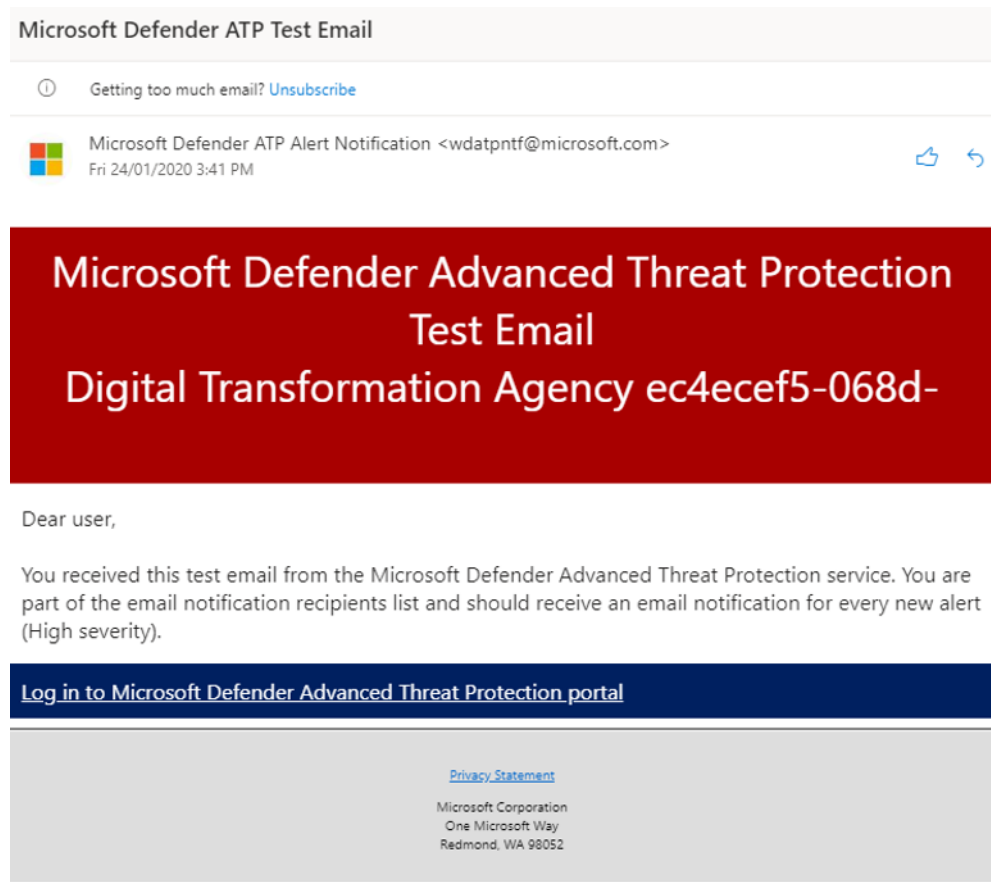 Microsoft Defender ATP Test Email
Getting too much email? Unsubscribe
Microsoft Defender ATP Alert Notification <wdatpntf@microsoft.com>
Fri 24/01/2020 3:41 PM
Microsoft Defender Advanced Threat Protection
Test Email
Digital Transformation Agency ec4ecef5-068d-
Dear user,
You received this test email from the Microsoft Defender Advanced Threat Protection service. You are
part of the email notification recipients list and should receive an email notification for every new alert
(High severity).
Log in to Microsoft Defender Advanced Threat Protection portal
Privacy Statement
Microsoft Corporation
One Microsoft Way
Redmond, WA 98052